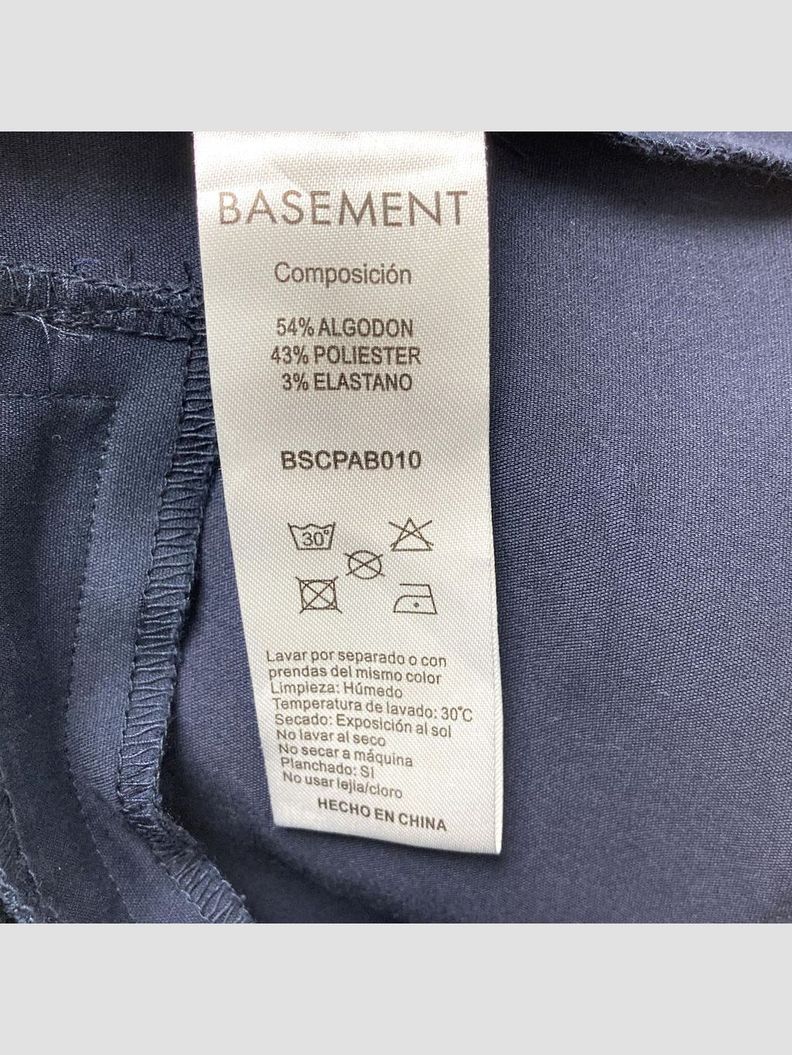 BASEMENT
Composición
54% ALGODON
43% POLIESTER
3% ELASTANO
BSCPAB010
30°
Lavar por separado o con
prendas del mismo color
Limpieza: Húmedo
Temperatura de lavado: 30°C
Secado: Exposición al sol
No lavar al seco
No secar a máquina
Planchado: SI
No usar lejia/cloro
HECHO EN CHINA